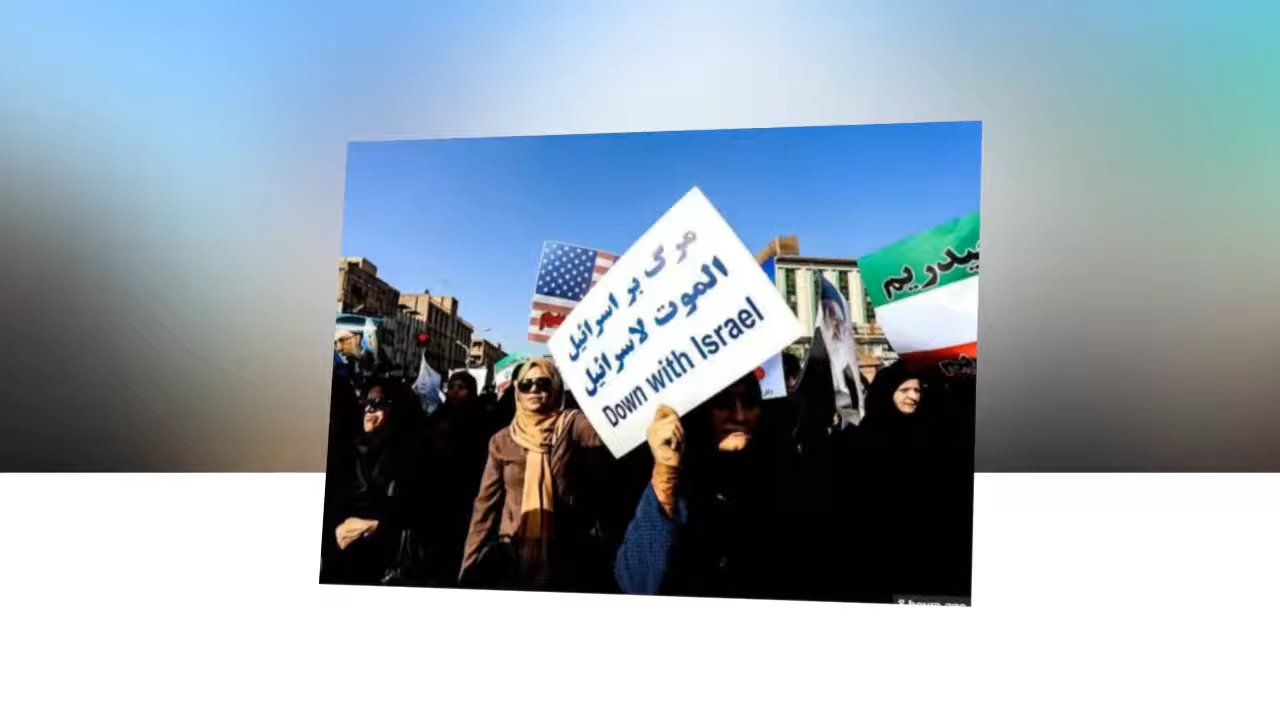 مرگ بر اسرائیل
الموت لاسرائيل
Down with Israel